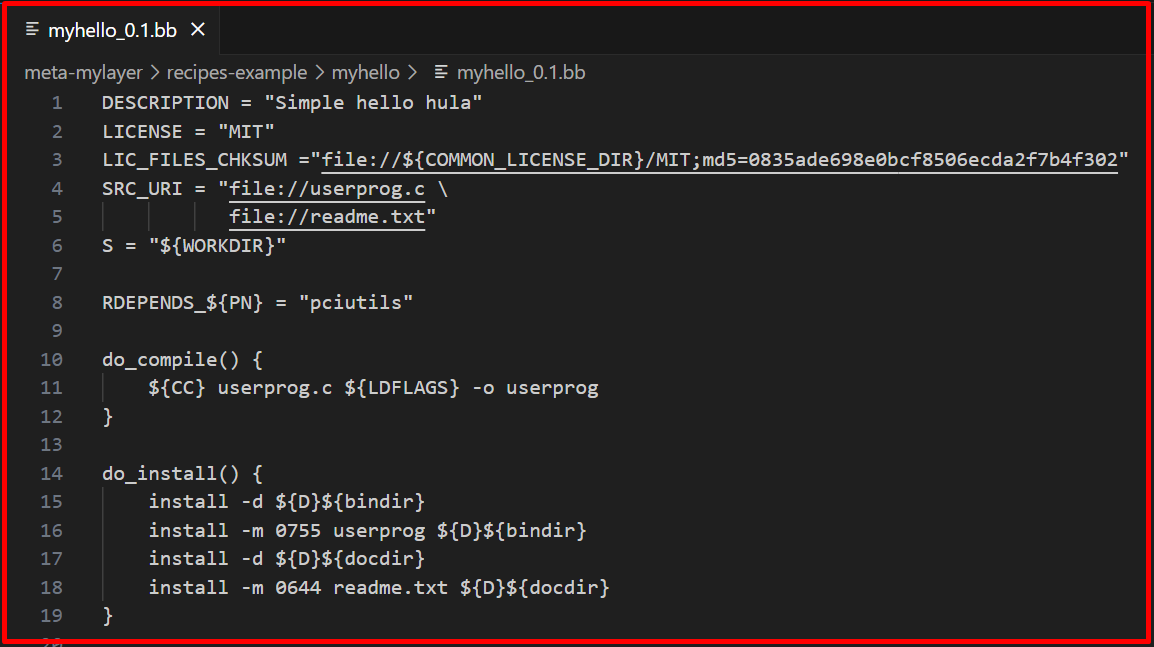 myhello_0.1.bb
meta-mylayer > recipes-example > myhello > myhello_0.1.bb
1 DESCRIPTION = "Simple hello hula"
2 LICENSE = "MIT"
3 LIC_FILES_CHKSUM ="file://${COMMON_LICENSE_DIR}/MIT;md5=0835ade698e0bcf8506ecda2f7b4f302"
4 SRC_URI = "file://userprog.c \
5            file://readme.txt"
6 S = "${WORKDIR}"
7
8 RDEPENDS_${PN} = "pciutils"
9
10 do_compile() {
11     ${CC} userprog.c ${LDFLAGS} -o userprog
12 }
13
14 do_install() {
15     install -d ${D}${bindir}
16     install -m 0755 userprog ${D}${bindir}
17     install -d ${D}${docdir}
18     install -m 0644 readme.txt ${D}${docdir}
19 }